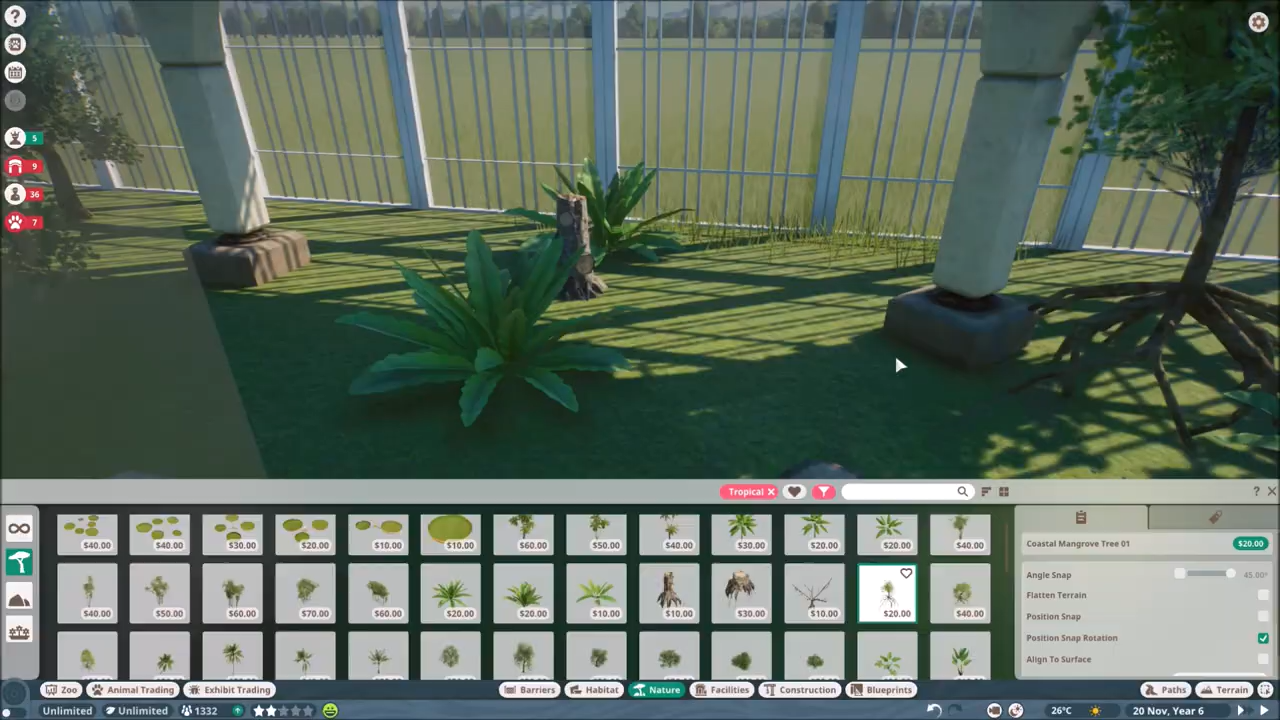 ?
5
9
36
7
Tropical ×
? ×
$40.00 $40.00 $30.00 $20.00 $10.00 $10.00 $60.00 $50.00 $40.00 $30.00 $20.00 $20.00 $40.00
Coastal Mangrove Tree 01 $20.00
Angle Snap 45.00°
Flatten Terrain
$40.00 $50.00 $60.00 $70.00 $60.00 $20.00 $20.00 $10.00 $10.00 $30.00 $10.00 $20.00 $40.00
Position Snap
Position Snap Rotation
Align To Surface
Zoo Animal Trading Exhibit Trading Barriers Habitat Nature Facilities Construction Blueprints Paths Terrain
Unlimited Unlimited 1332 26°C 20 Nov, Year 6